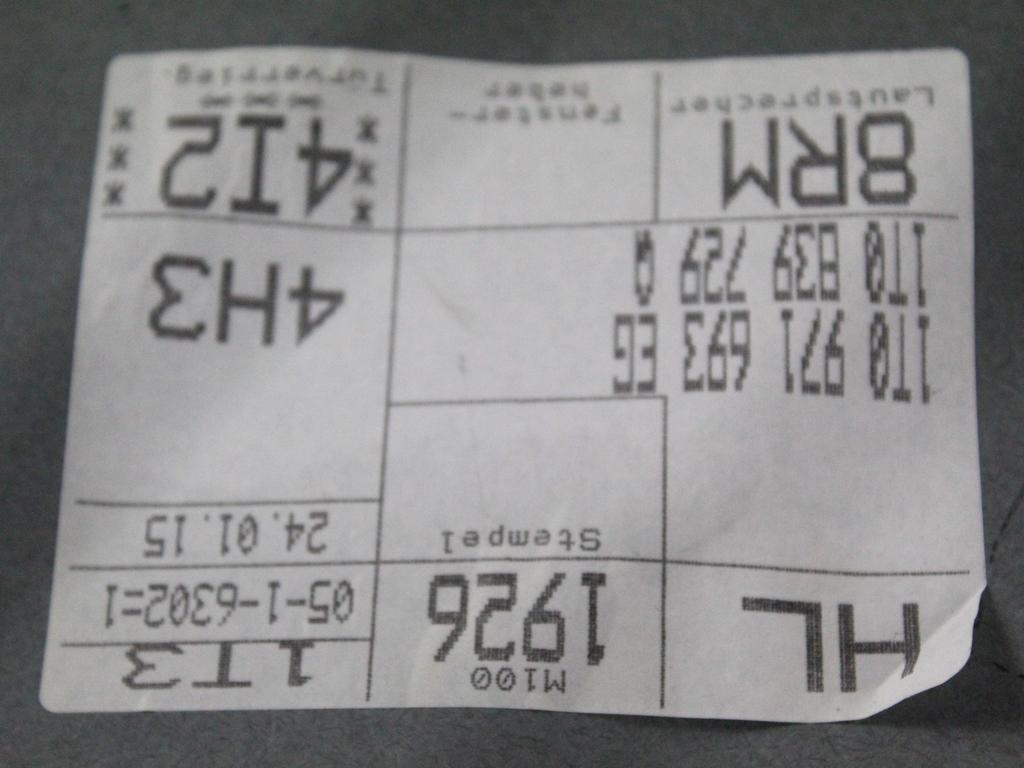 HL
M100
1926
1T3
05-1-6302=1
Stempel
24.01.15
1T0 971 693 EG
1T0 839 729 Q
4H3
8RM
Lautsprecher
Fenster-
heber
4I2
***
Türverrieg.